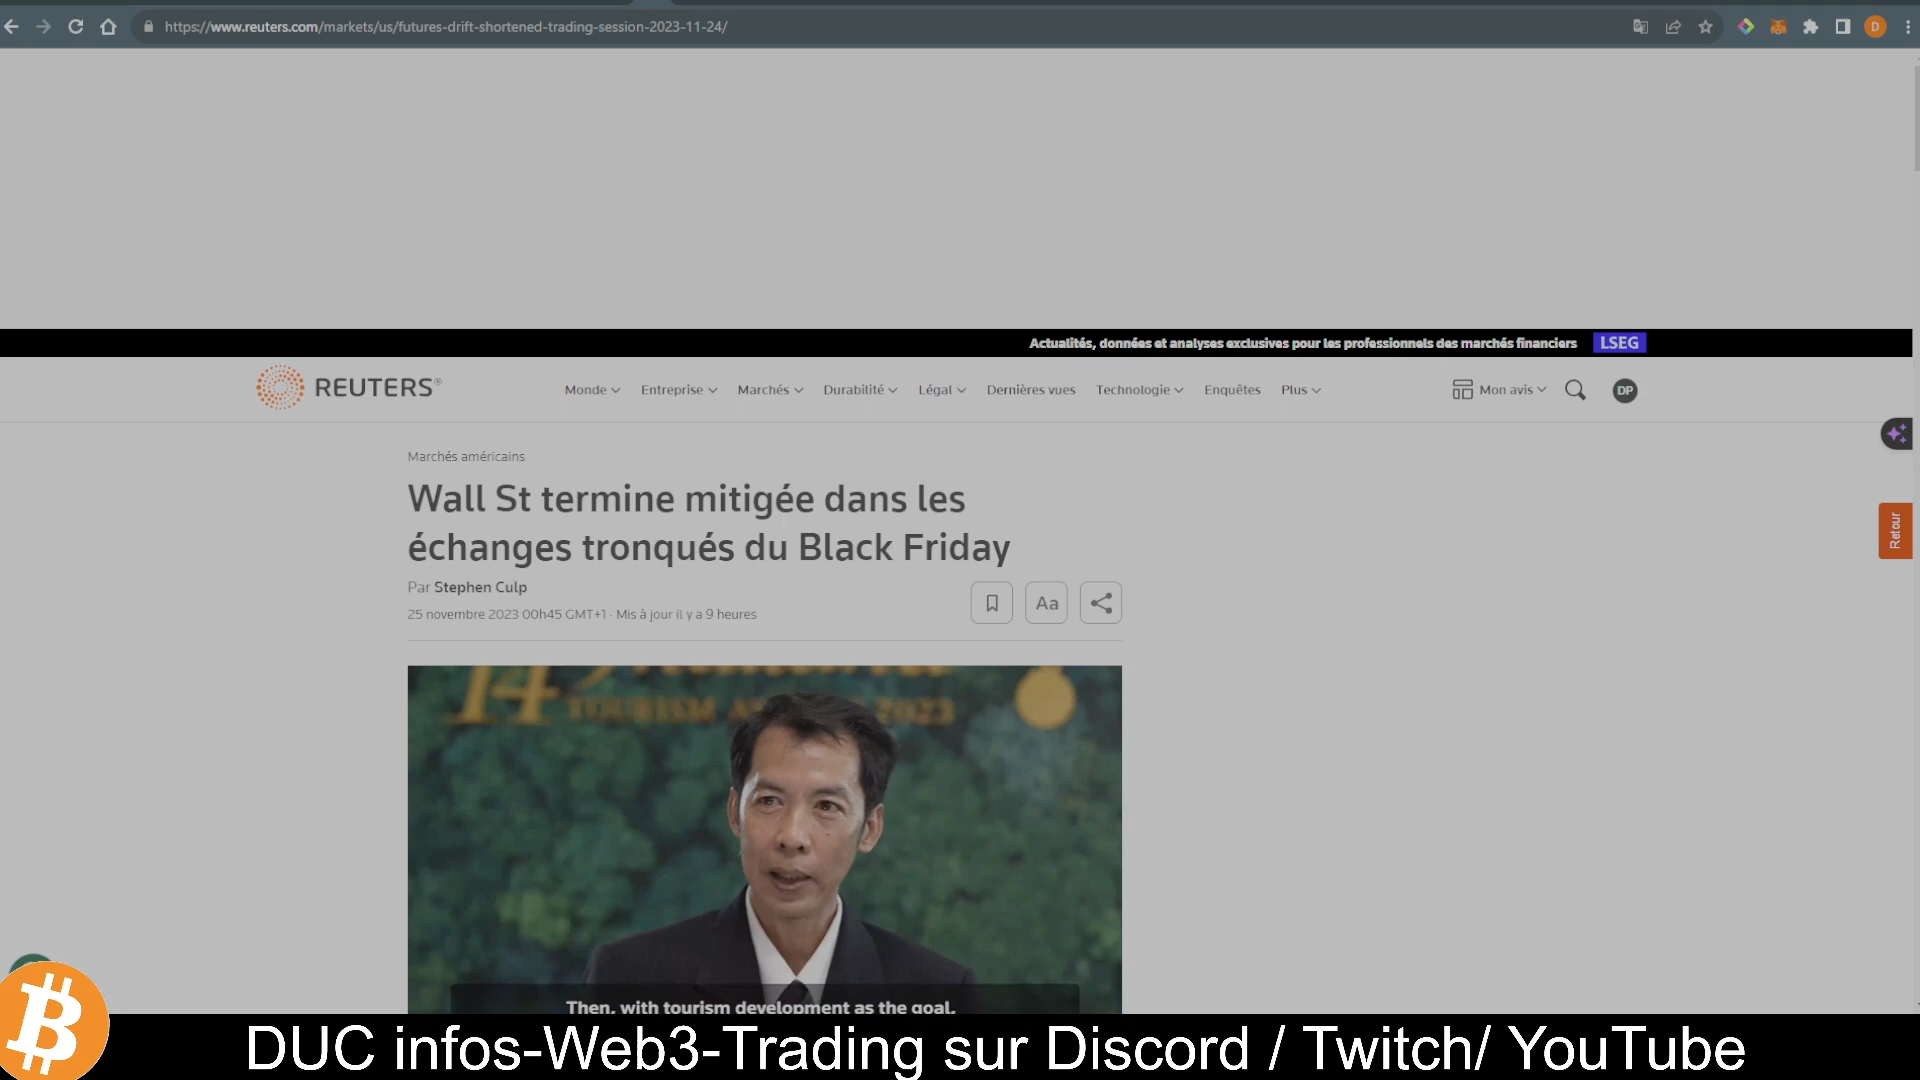 https://www.reuters.com/markets/us/futures-drift-shortened-trading-session-2023-11-24/
D
Actualités, données et analyses exclusives pour les professionnels des marchés financiers LSEG
REUTERS®
Monde Entreprise Marchés Durabilité Légal Dernières vues Technologie Enquêtes Plus Mon avis DP
Marchés américains
Retour
Wall St termine mitigée dans les
échanges tronqués du Black Friday
Par Stephen Culp
25 novembre 2023 00h45 GMT+1 · Mis à jour il y a 9 heures
Aa
14
TOURISM 2023
Then, with tourism development as the goal,
DUC infos-Web3-Trading sur Discord / Twitch/ YouTube